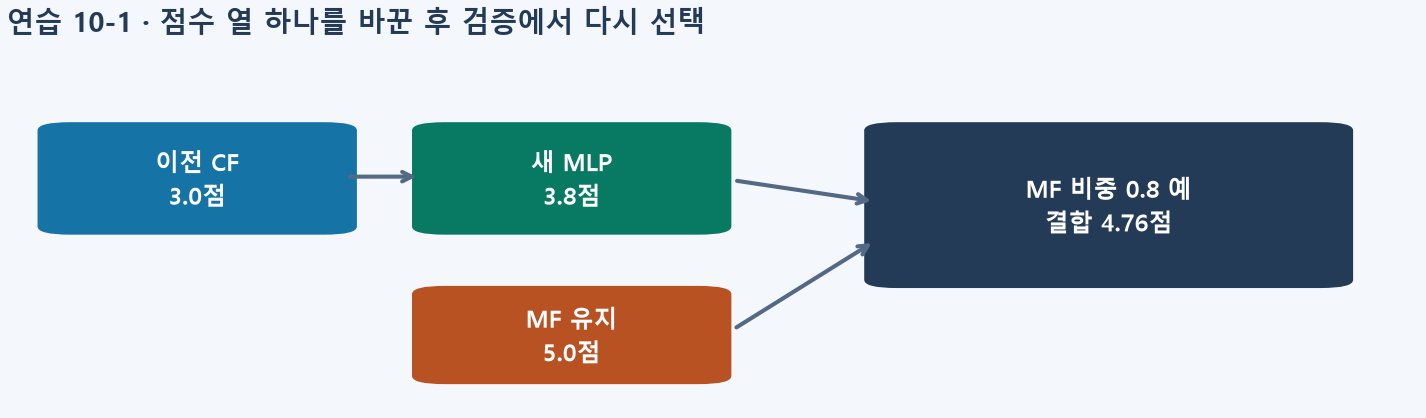 연습 10-1 · 점수 열 하나를 바꾼 후 검증에서 다시 선택
이전 CF
3.0점
새 MLP
3.8점
MF 유지
5.0점
MF 비중 0.8 예
결합 4.76점